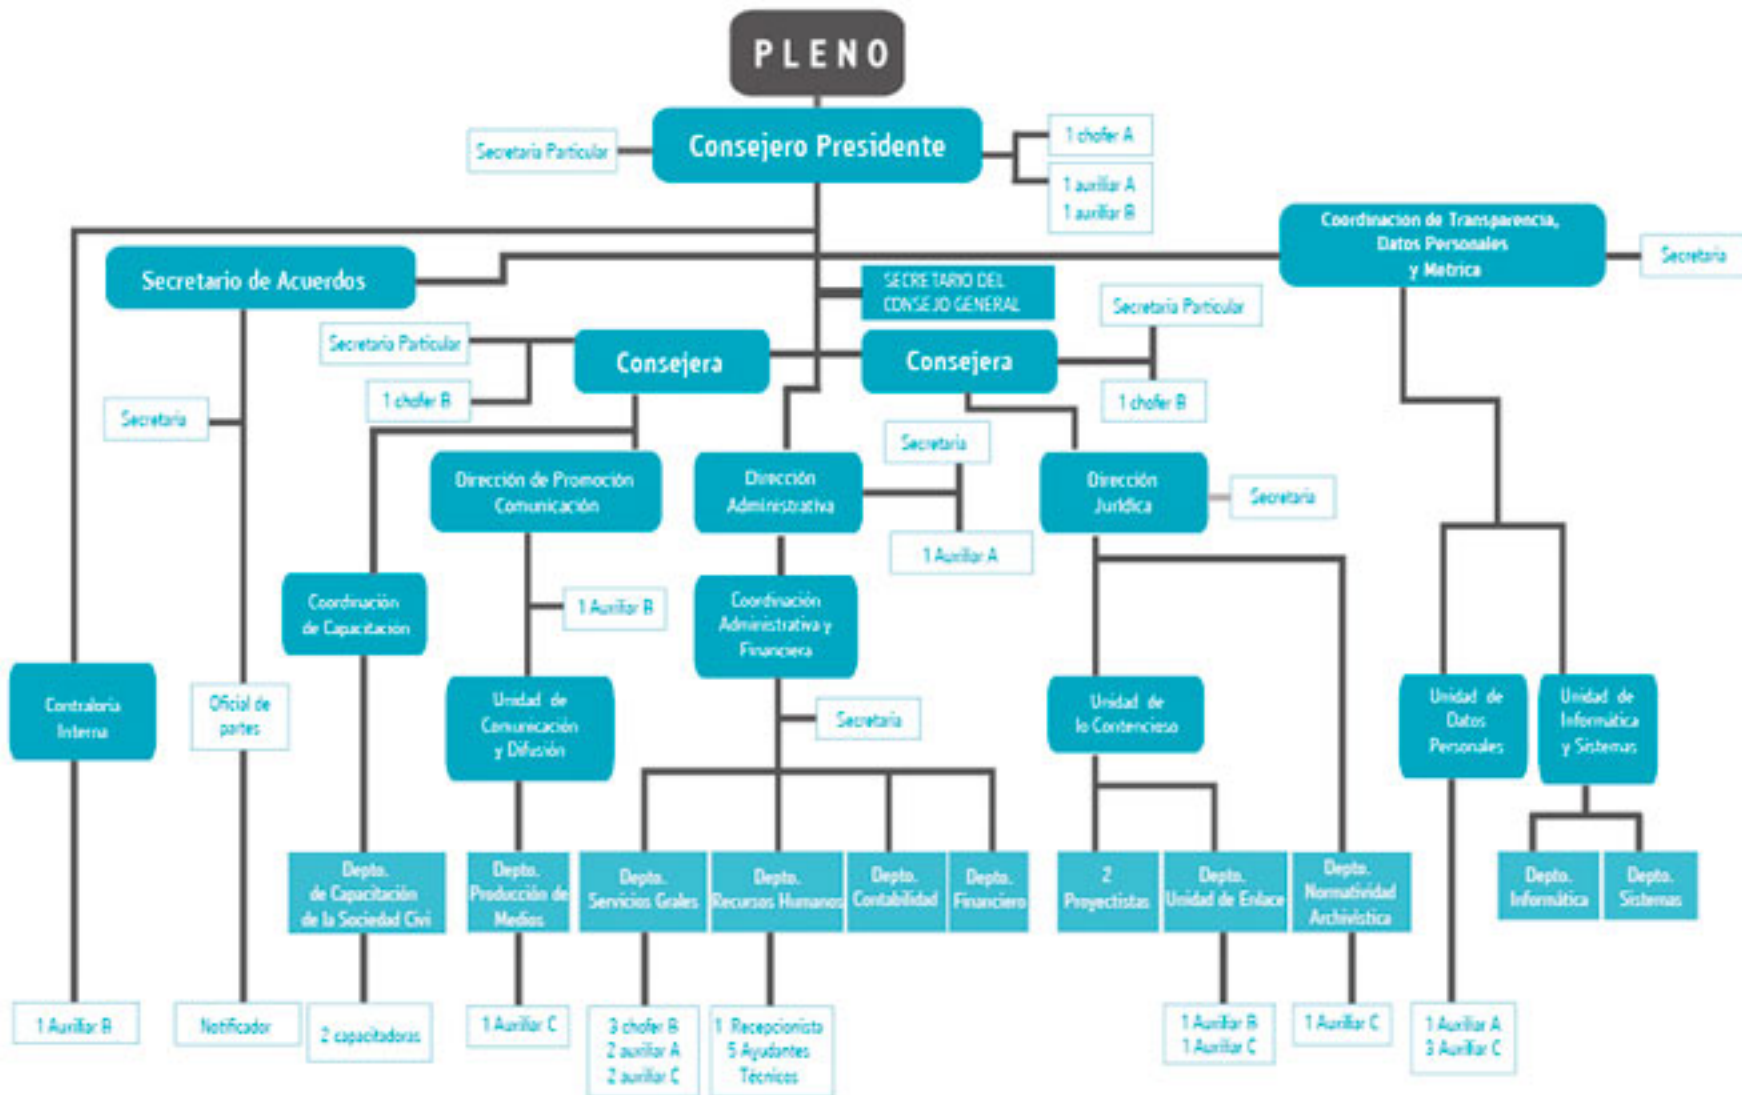 PLENO
Consejero Presidente
Secretaria Particular
1 chofer A
1 auxiliar A
1 auxiliar B
Coordinacion de Transparencia,
Datos Personales
y Metrica
Secretaria
Secretario de Acuerdos
SECRETARIO DEL
CONSEJO GENERAL
Secretaria Particular
Consejera
Consejera
Secretaria Particular
1 chofer B
1 chofer B
Secretaria
Secretaria
Dirección de Promoción
Comunicación
Dirección
Administrativa
Dirección
Jurídica
Secretaria
1 Auxiliar A
Coordinación
de Capacitación
1 Auxiliar B
Coordinación
Administrativa y
Financiera
Contraloria
Interna
Oficial de
partes
Unidad de
Comunicación
y Difusión
Secretaria
Unidad de
lo Contencioso
Unidad de
Datos
Personales
Unidad de
Informática
y Sistemas
Depto.
de Capacitación
de la Sociedad Civi
Depto.
Producción de
Medios
Depto.
Servicios Grales
Depto.
Recursos Humanos
Depto.
Contabilidad
Depto.
Financiero
2
Proyectistas
Depto.
Unidad de Enlace
Depto.
Normatividad
Archivística
Depto.
Informática
Depto.
Sistemas
1 Auxiliar B
Notificador
2 capacitadoras
1 Auxiliar C
3 chofer B
2 auxiliar A
2 auxiliar C
1 Recepcionista
5 Ayudantes
Técnicos
1 Auxiliar B
1 Auxiliar C
1 Auxiliar C
1 Auxiliar A
3 Auxiliar C